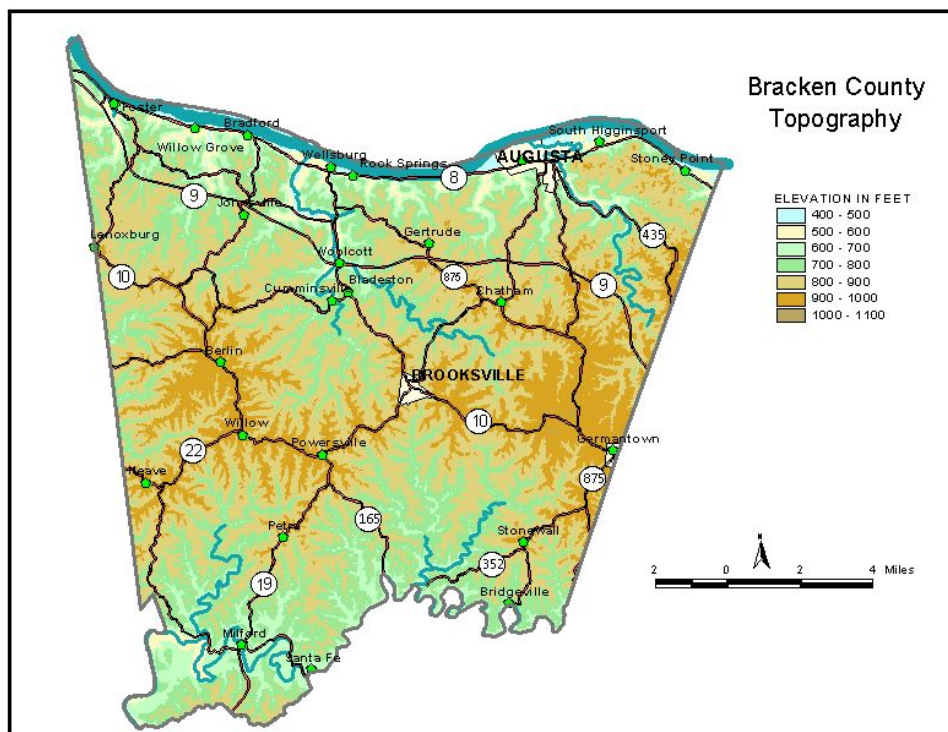 Bracken County
Topography
ELEVATION IN FEET
400 - 500
500 - 600
600 - 700
700 - 800
800 - 900
900 - 1000
1000 - 1100
Foster
Bradford
Willow Grove
South Higginsport
Wellsburg
Rock Springs
AUGUSTA
Stoney Point
8
9
Johnsville
Lenoxburg
Gertrude
435
Woolcott
10
875
9
Bladeston
Cumminsville
Chatham
Berlin
BROOKSVILLE
Willow
10
22
Powersville
Germantown
Neave
875
165
Petra
Stonewall
352
19
Bridgeville
Milford
Santa Fe
2 0 2 4 Miles